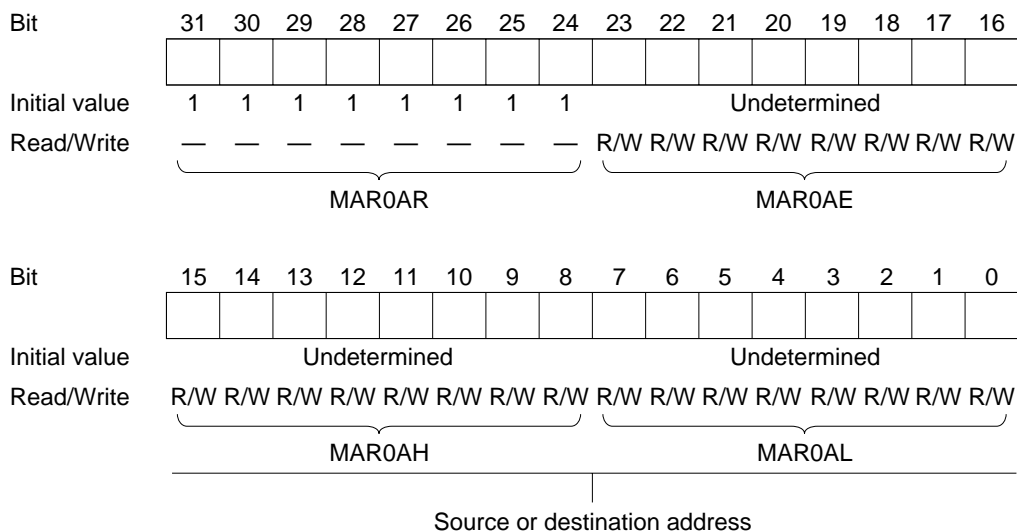 Bit 31 30 29 28 27 26 25 24 23 22 21 20 19 18 17 16
Initial value 1 1 1 1 1 1 1 1 Undetermined
Read/Write — — — — — — — — R/W R/W R/W R/W R/W R/W R/W R/W
MAR0AR MAR0AE
Bit 15 14 13 12 11 10 9 8 7 6 5 4 3 2 1 0
Initial value Undetermined Undetermined
Read/Write R/W R/W R/W R/W R/W R/W R/W R/W R/W R/W R/W R/W R/W R/W R/W R/W
MAR0AH MAR0AL
Source or destination address